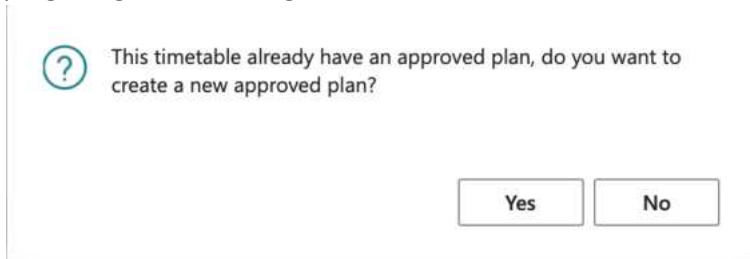 This timetable already have an approved plan, do you want to
create a new approved plan?
Yes
No